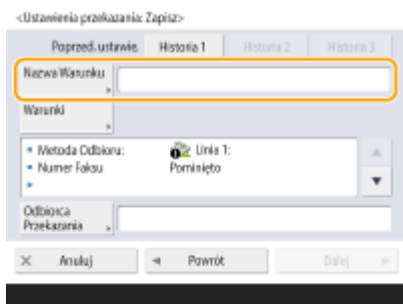 <Ustawienia przekazania: Zapisz>
Poprzed. ustawie. Historia 1 Historia 2 Historia 3
Nazwa Warunku
Warunki
Metoda Odbioru: Linia 1:
Numer Faksu Pominięto
Odbiorca
Przekazania
Anuluj Powrót Dalej